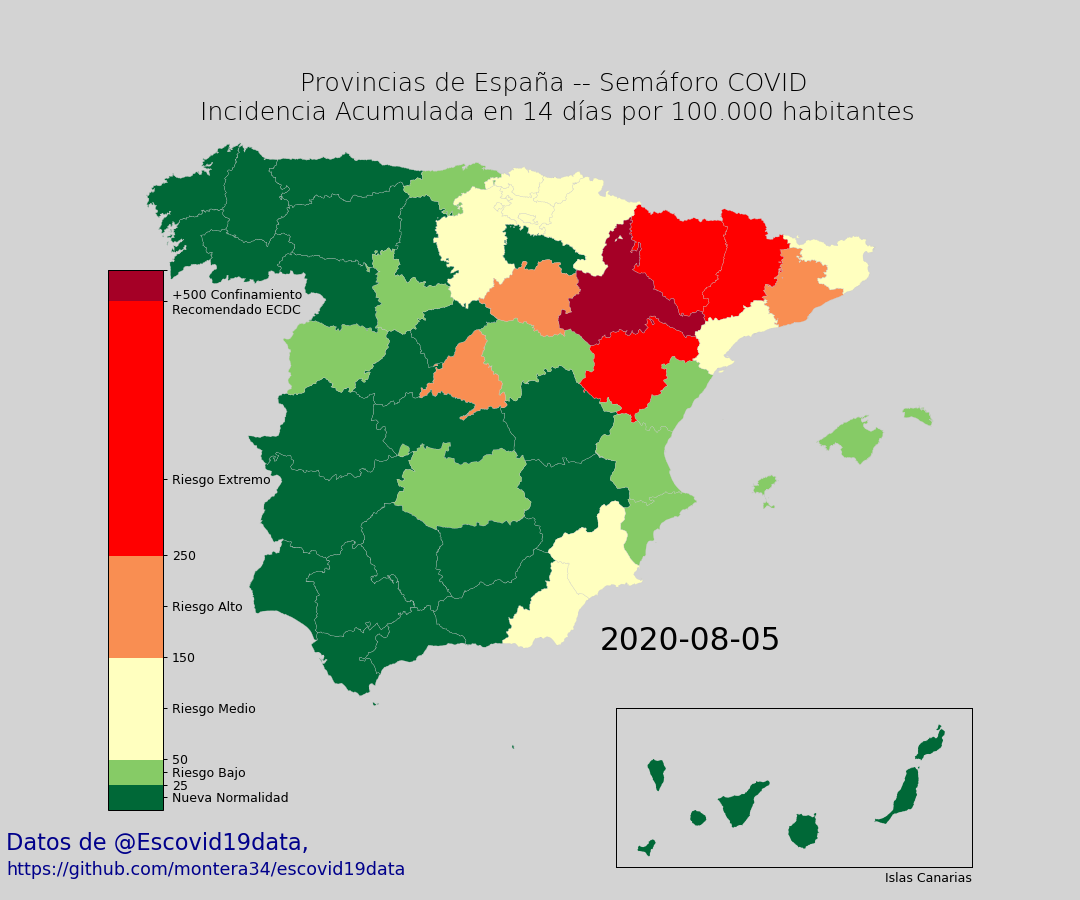 Provincias de España -- Semáforo COVID
Incidencia Acumulada en 14 días por 100.000 habitantes
+500 Confinamiento
Recomendado ECDC
Riesgo Extremo
250
Riesgo Alto
150
Riesgo Medio
50
Riesgo Bajo
25
Nueva Normalidad
2020-08-05
Islas Canarias
Datos de @Escovid19data,
https://github.com/montera34/escovid19data